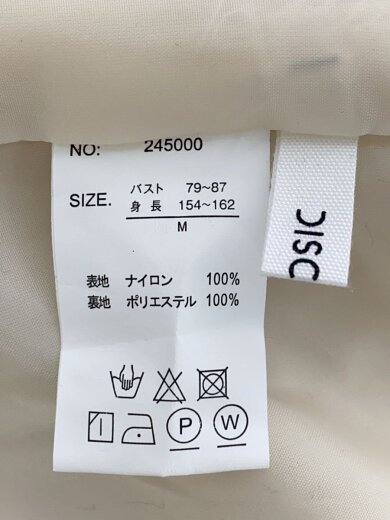 NO: 245000
SIZE. バスト 79~87
身長 154~162
M
表地 ナイロン 100%
裏地 ポリエステル 100%
P W
OSIC